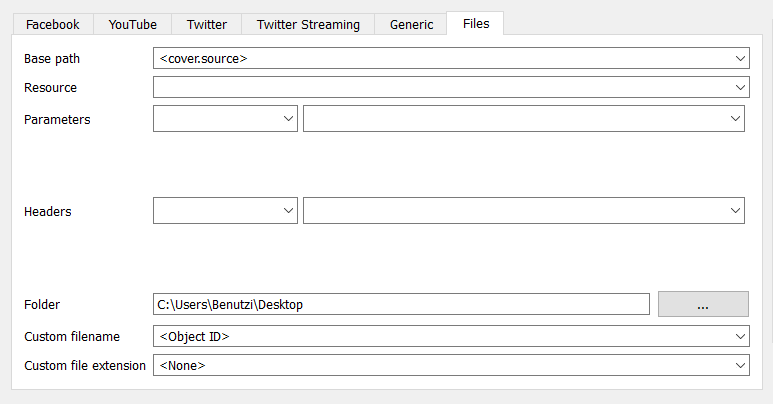 Facebook YouTube Twitter Twitter Streaming Generic Files
Base path <cover.source>
Resource
Parameters
Headers
Folder C:\Users\Benutzi\Desktop ...
Custom filename <Object ID>
Custom file extension <None>